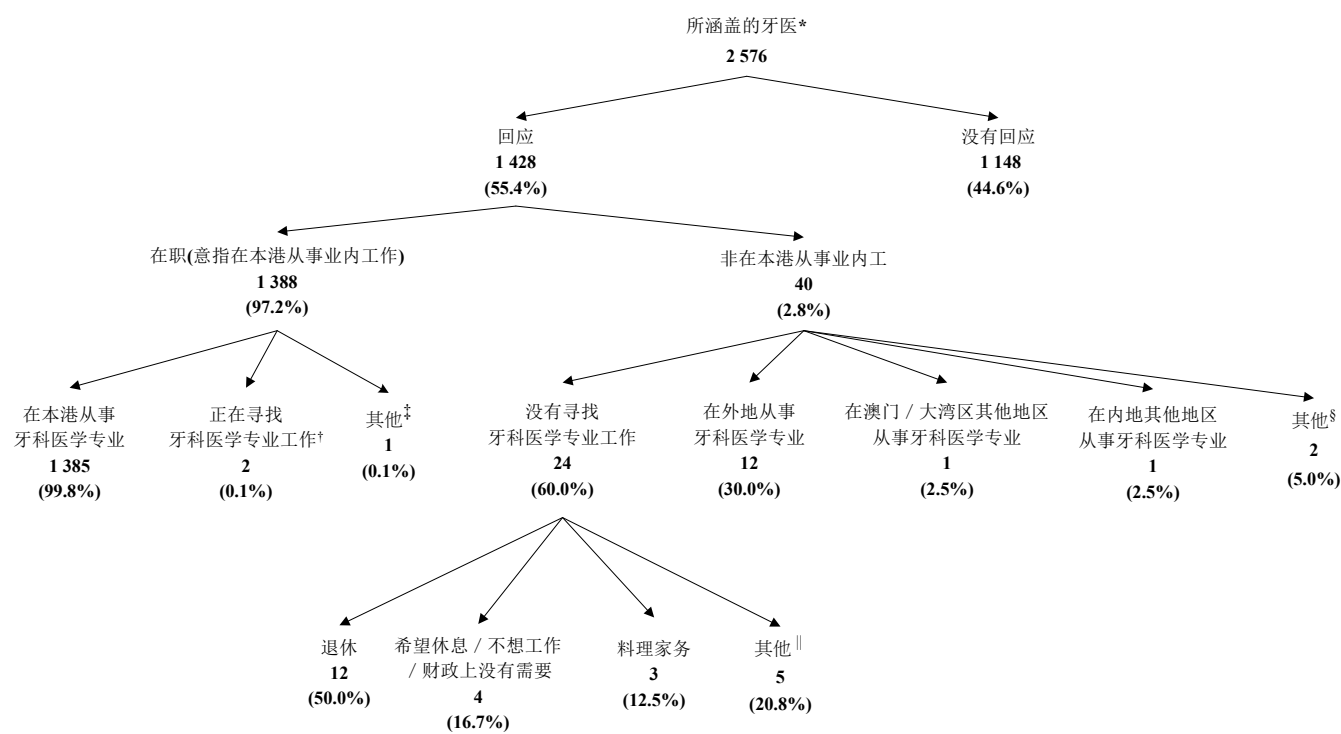 所涵盖的牙医*
2 576
回应
1 428
(55.4%)
没有回应
1 148
(44.6%)
在职(意指在本港从事业内工作)
1 388
(97.2%)
非在本港从事业内工
40
(2.8%)
在本港从事
牙科医学专业
1 385
(99.8%)
正在寻找
牙科医学专业工作†
2
(0.1%)
其他‡
1
(0.1%)
没有寻找
牙科医学专业工作
24
(60.0%)
在外地从事
牙科医学专业
12
(30.0%)
在澳门 / 大湾区其他地区
从事牙科医学专业
1
(2.5%)
在内地其他地区
从事牙科医学专业
1
(2.5%)
其他§
2
(5.0%)
退休
12
(50.0%)
希望休息 / 不想工作
/ 财政上没有需要
4
(16.7%)
料理家务
3
(12.5%)
其他||
5
(20.8%)